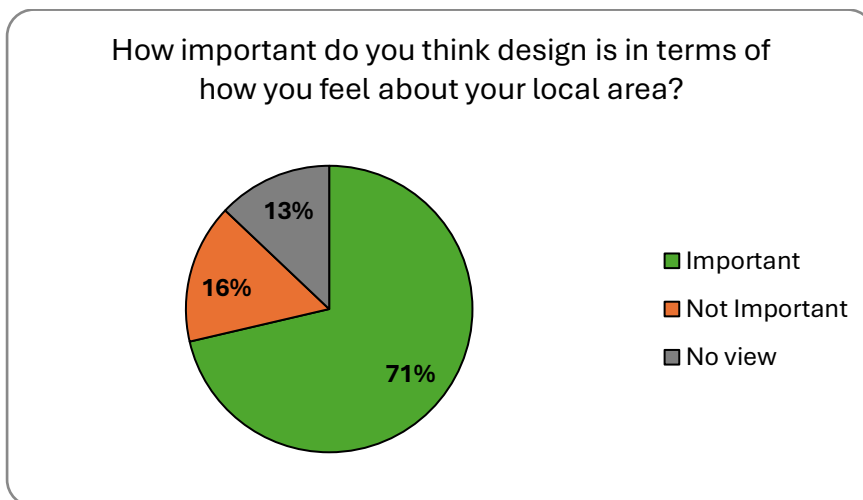 How important do you think design is in terms of
how you feel about your local area?
13%
16%
71%
Important
Not Important
No view